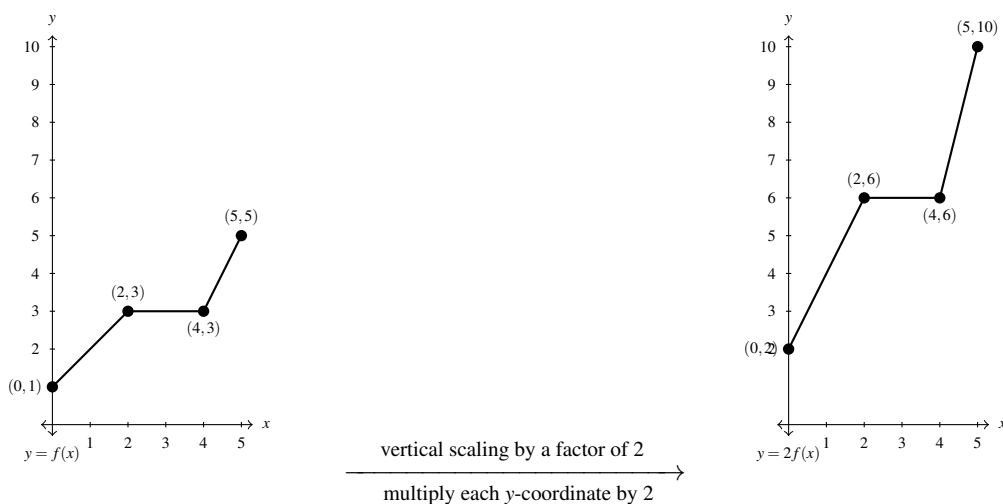 y
10
9
8
7
6
5
4
3
2
(0,1)
(2,3)
(4,3)
(5,5)
1 2 3 4 5
x
y = f(x)
vertical scaling by a factor of 2
multiply each y-coordinate by 2
y
10
9
8
7
6
5
4
3
2
(0,2)
(2,6)
(4,6)
(5,10)
1 2 3 4 5
x
y = 2f(x)